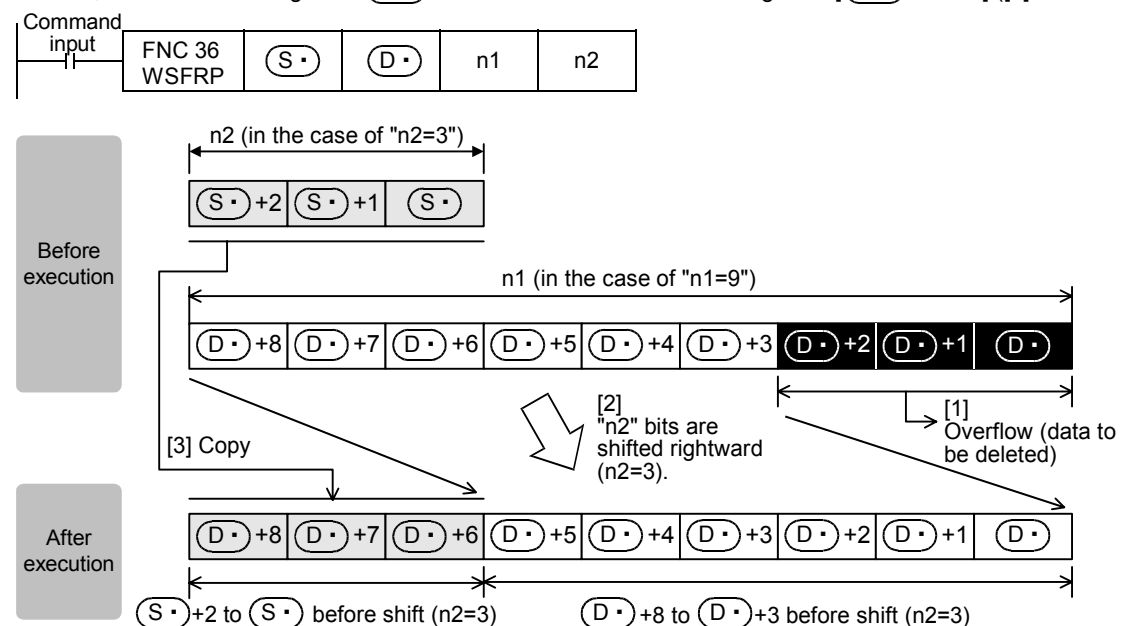 Command
input
FNC 36
WSFRP
S・
D・
n1
n2
n2 (in the case of "n2=3")
S・ +2 S・ +1 S・
Before
execution
n1 (in the case of "n1=9")
D・ +8 D・ +7 D・ +6 D・ +5 D・ +4 D・ +3 D・ +2 D・ +1 D・
[2]
"n2" bits are
shifted rightward
(n2=3).
[1]
Overflow (data to
be deleted)
[3] Copy
After
execution
D・ +8 D・ +7 D・ +6 D・ +5 D・ +4 D・ +3 D・ +2 D・ +1 D・
S・ +2 to S・ before shift (n2=3)
D・ +8 to D・ +3 before shift (n2=3)